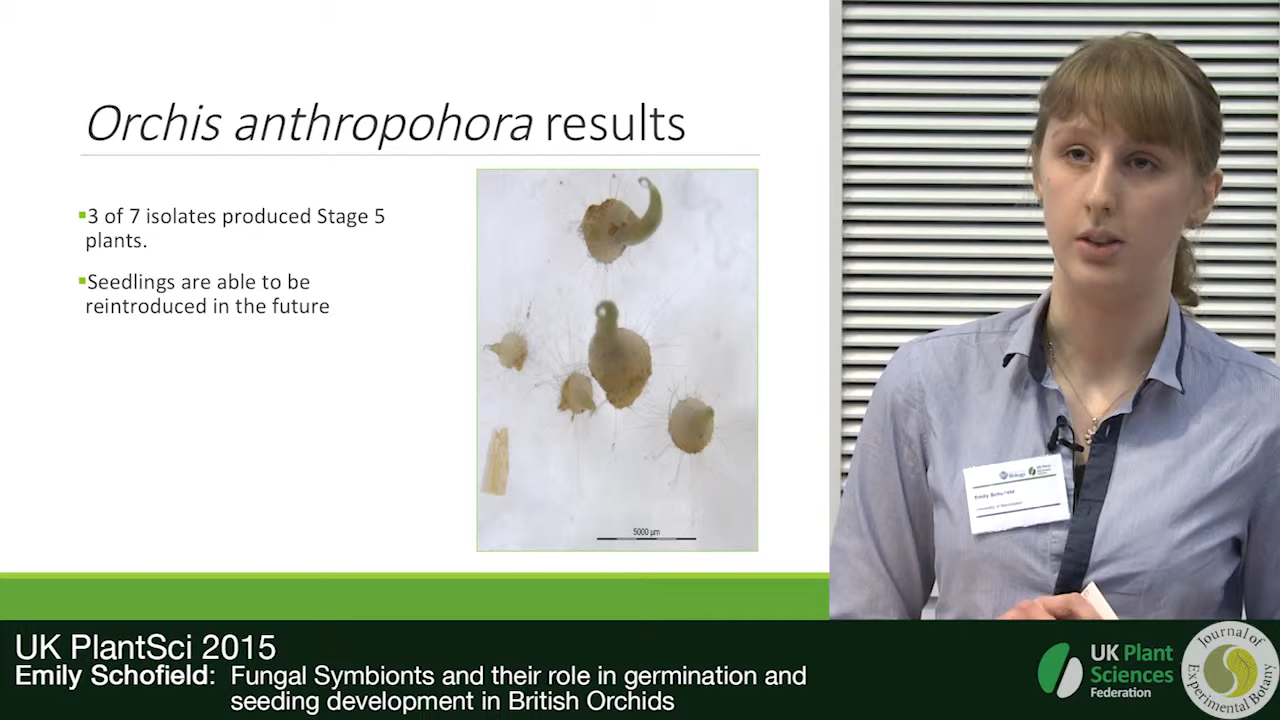 Orchis anthropohora results
▪3 of 7 isolates produced Stage 5
plants.
▪Seedlings are able to be
reintroduced in the future
5000 µm
UK PlantSci 2015
Emily Schofield: Fungal Symbionts and their role in germination and
seeding development in British Orchids
UK Plant
Sciences
Federation
Journal of
Experimental Botany